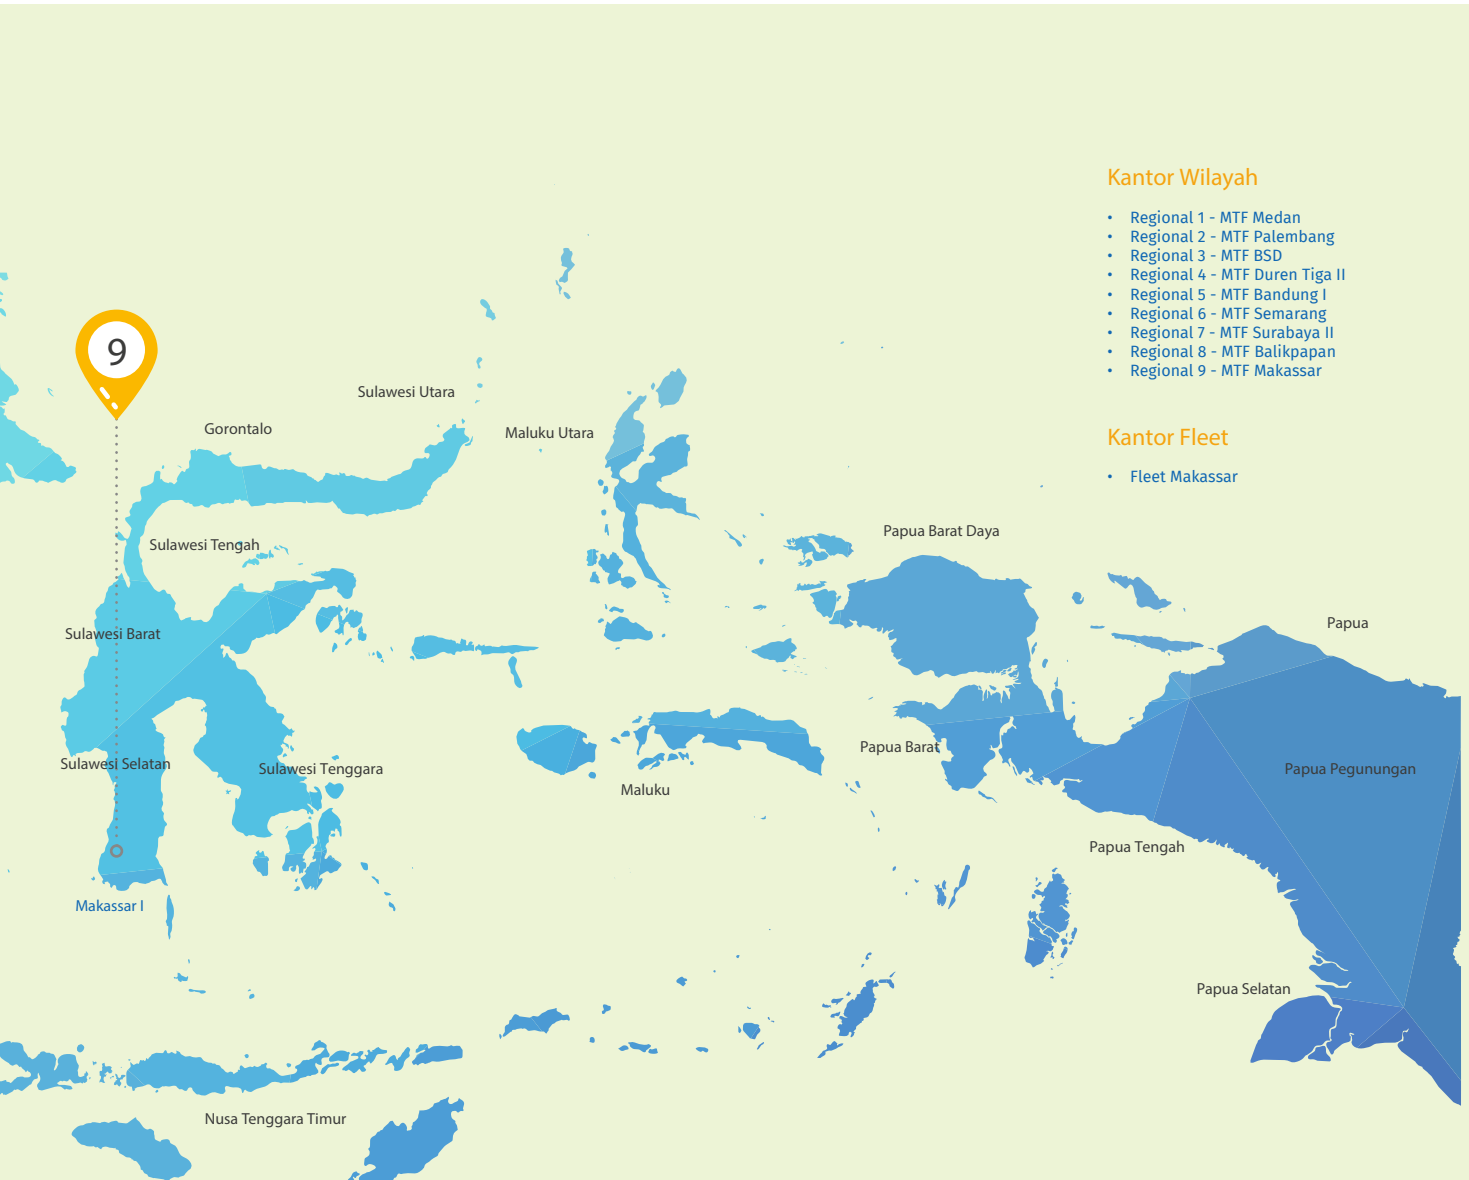 Kantor Wilayah
• Regional 1 - MTF Medan
• Regional 2 - MTF Palembang
• Regional 3 - MTF BSD
• Regional 4 - MTF Duren Tiga II
• Regional 5 - MTF Bandung I
• Regional 6 - MTF Semarang
• Regional 7 - MTF Surabaya II
• Regional 8 - MTF Balikpapan
• Regional 9 - MTF Makassar
Kantor Fleet
• Fleet Makassar
9
Sulawesi Utara
Gorontalo
Maluku Utara
Sulawesi Tengah
Papua Barat Daya
Papua
Sulawesi Barat
Papua Barat
Sulawesi Selatan
Sulawesi Tenggara
Papua Pegunungan
Maluku
Papua Tengah
Makassar I
Papua Selatan
Nusa Tenggara Timur